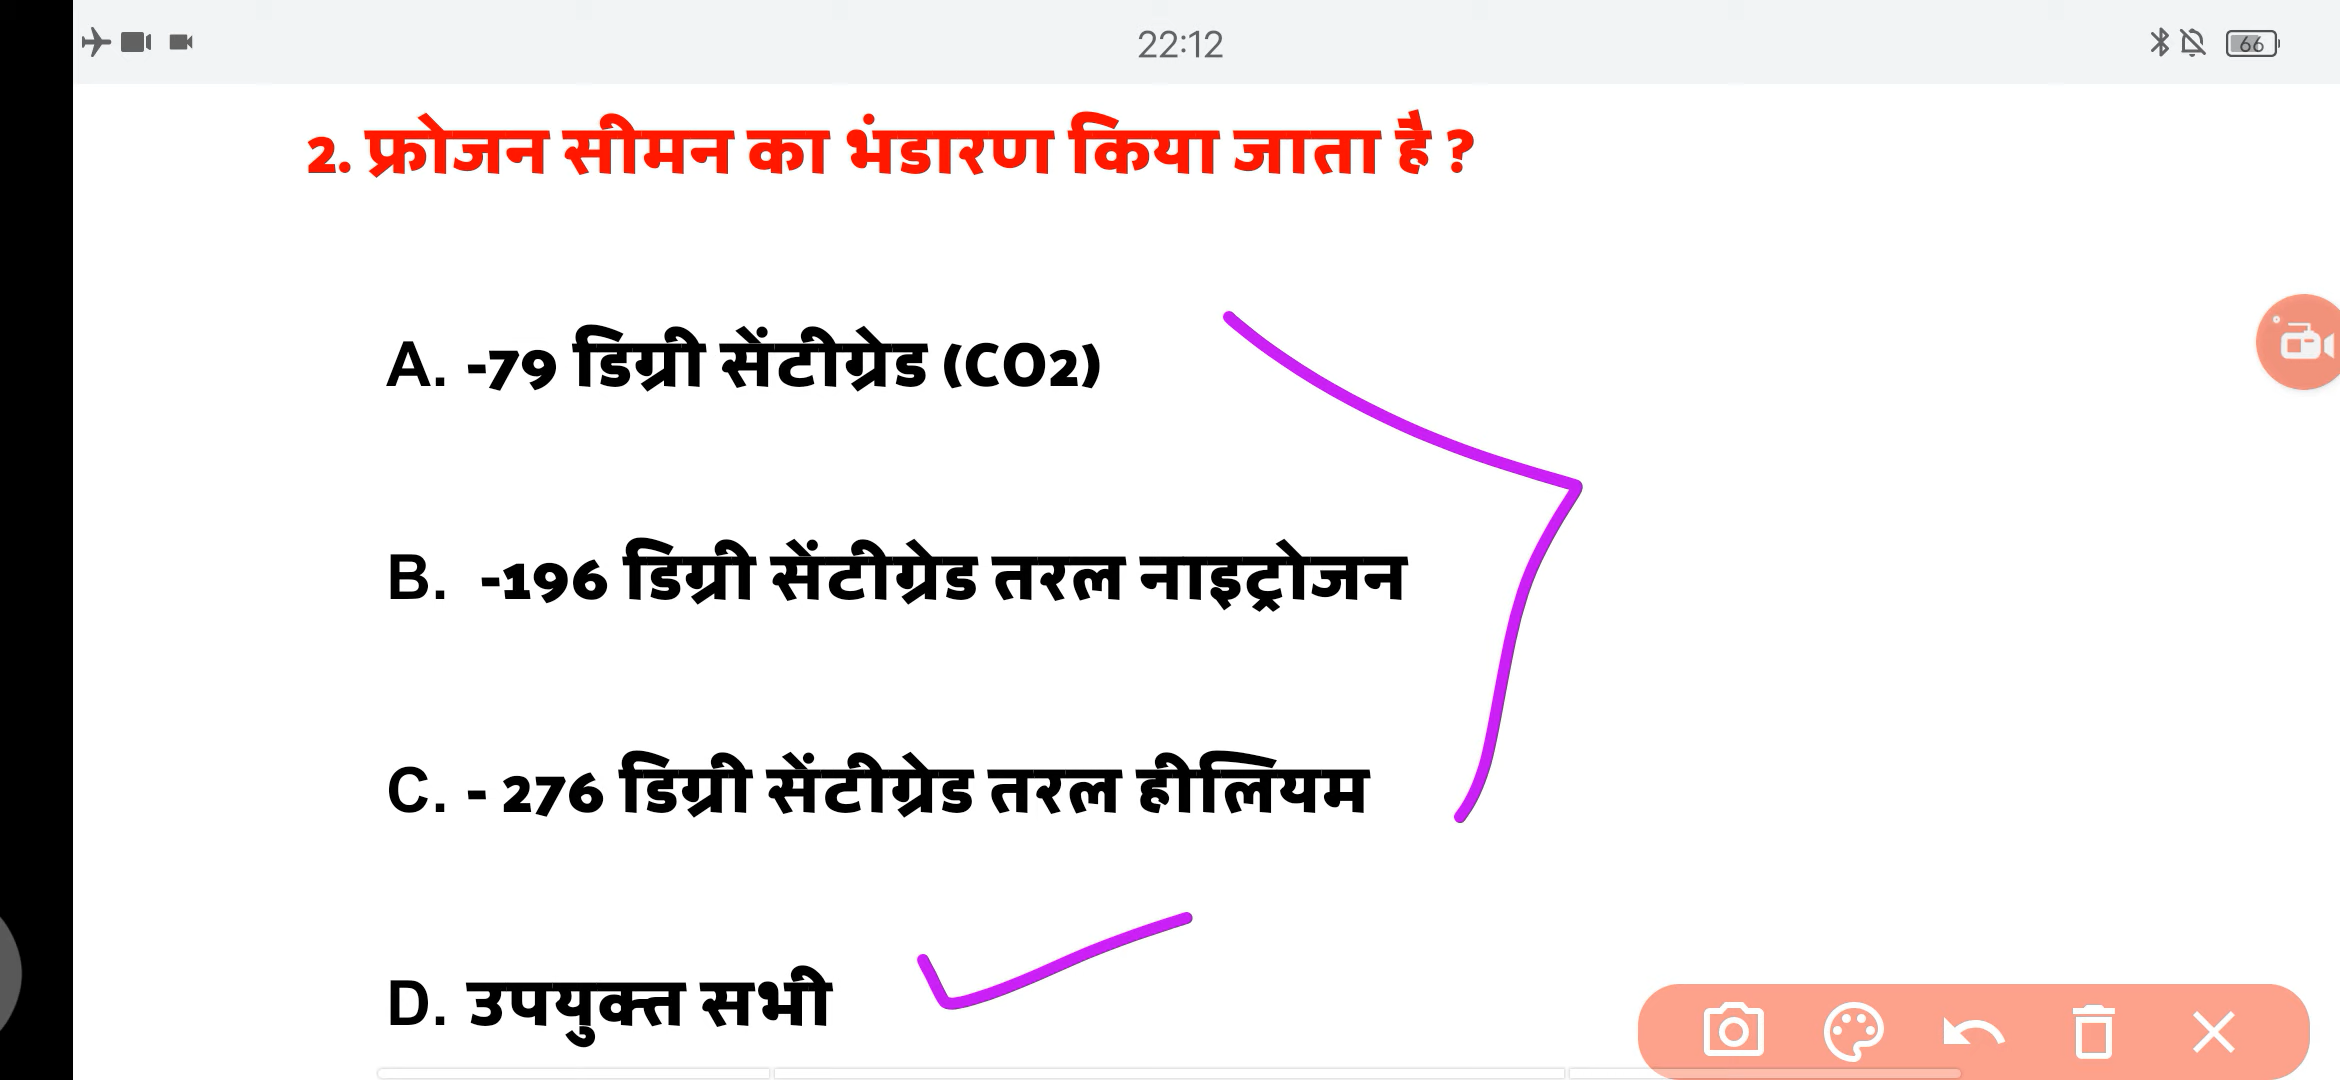 22:12
66
2. फ्रोजन सीमन का भंडारण किया जाता है ?
A. -79 डिग्री सेंटीग्रेड (CO2)
B. -196 डिग्री सेंटीग्रेड तरल नाइट्रोजन
C. - 276 डिग्री सेंटीग्रेड तरल हीलियम
D. उपयुक्त सभी